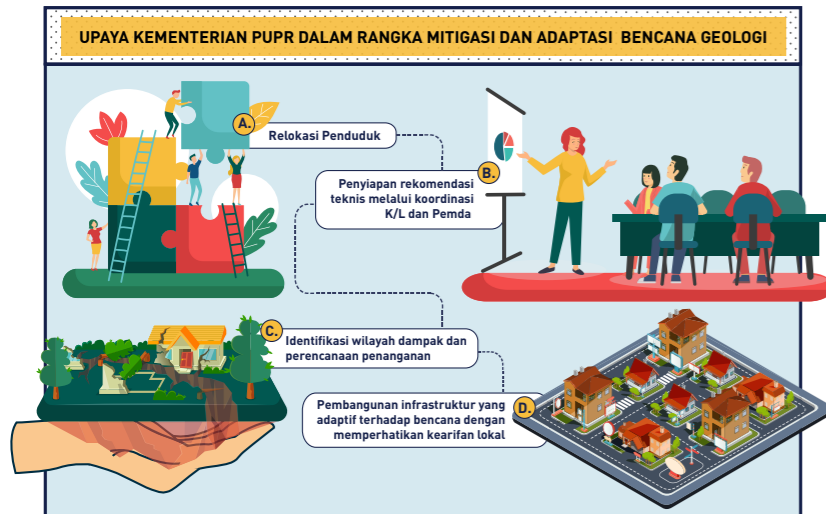 UPAYA KEMENTERIAN PUPR DALAM RANGKA MITIGASI DAN ADAPTASI BENCANA GEOLOGI
A.
Relokasi Penduduk
B.
Penyiapan rekomendasi
teknis melalui koordinasi
K/L dan Pemda
C.
Identifikasi wilayah dampak dan
perencanaan penanganan
D.
Pembangunan infrastruktur yang
adaptif terhadap bencana dengan
memperhatikan kearifan lokal